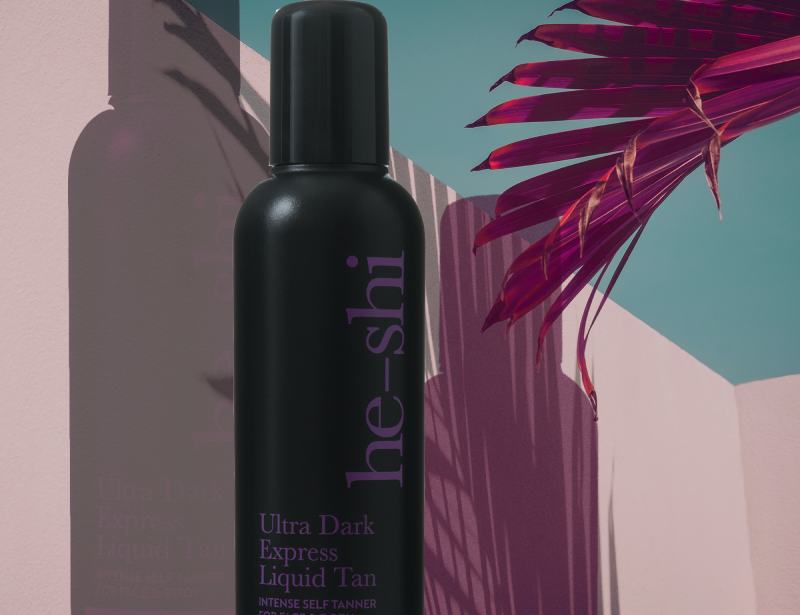 he-shi
Ultra Dark
Express
Liquid Tan
INTENSE SELF TANNER